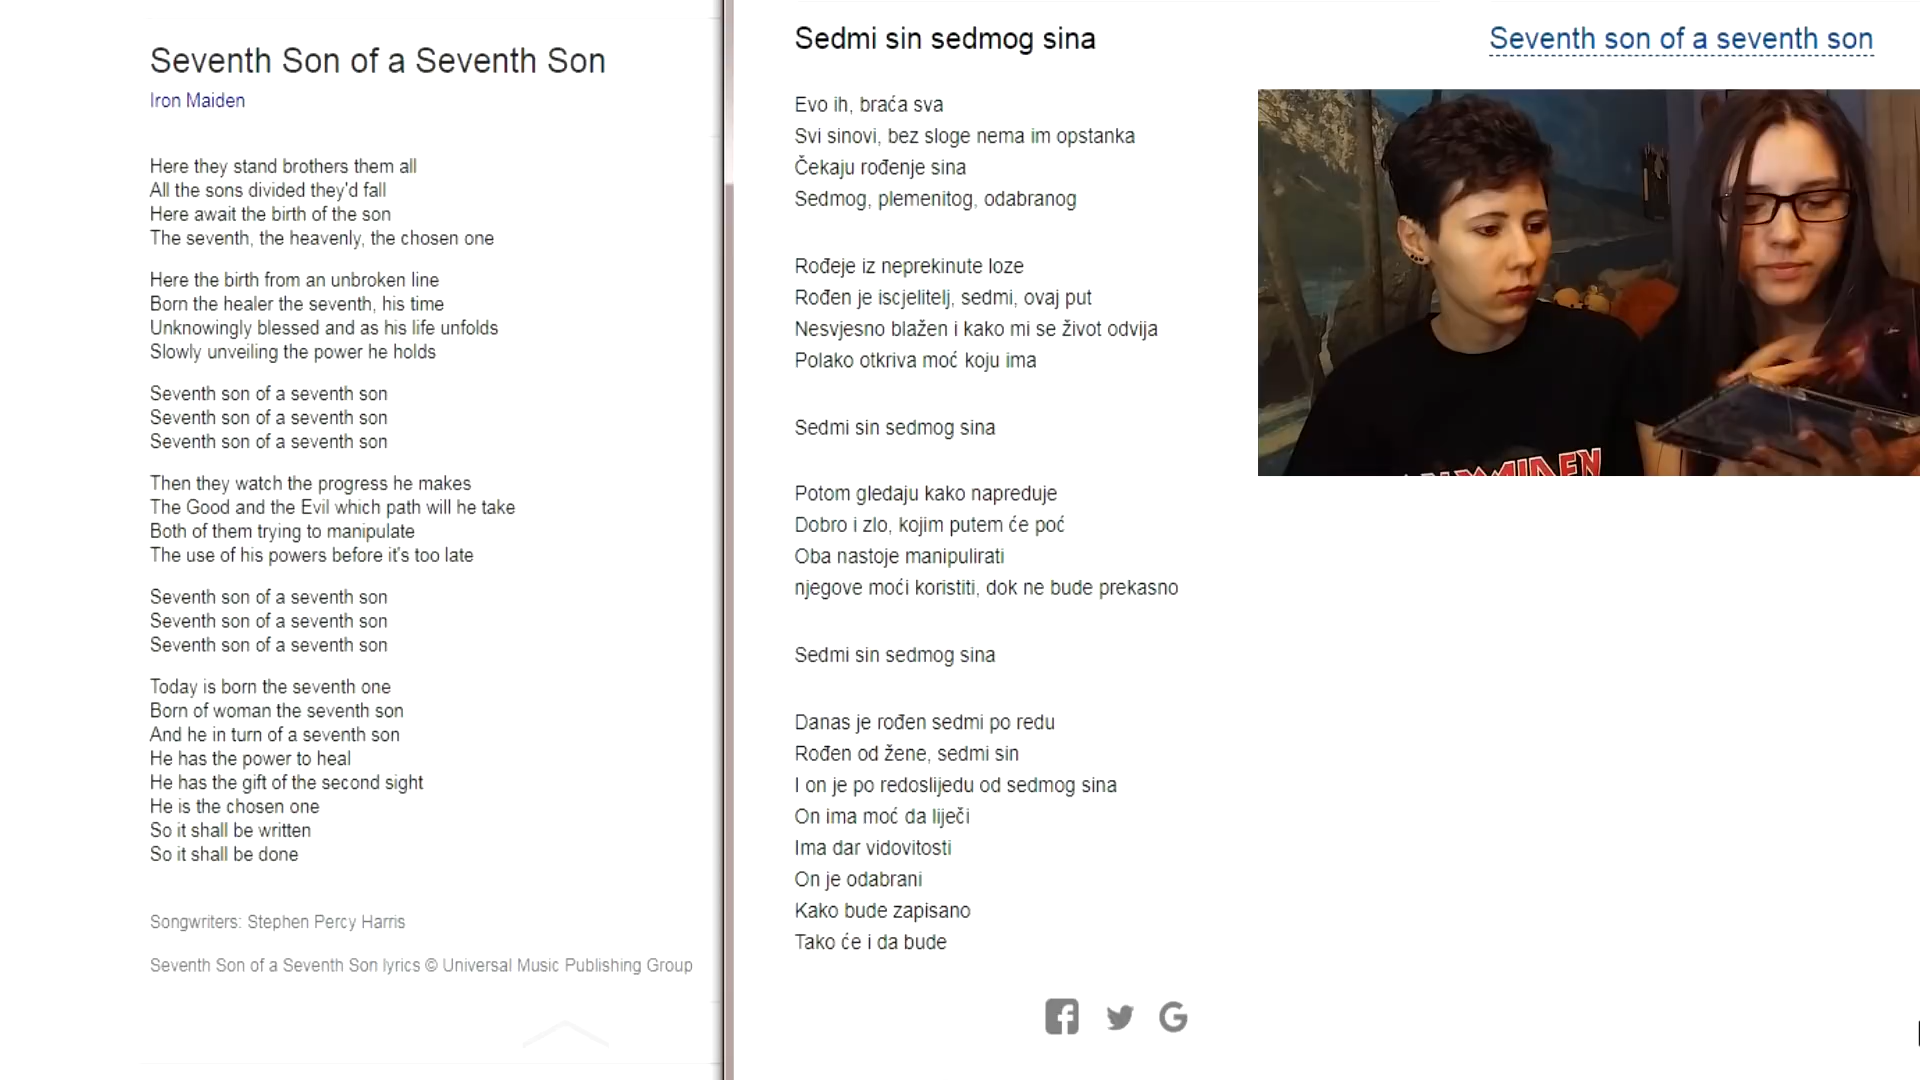 Seventh Son of a Seventh Son
Iron Maiden
Here they stand brothers them all
All the sons divided they'd fall
Here await the birth of the son
The seventh, the heavenly, the chosen one
Here the birth from an unbroken line
Born the healer the seventh, his time
Unknowingly blessed and as his life unfolds
Slowly unveiling the power he holds
Seventh son of a seventh son
Seventh son of a seventh son
Seventh son of a seventh son
Then they watch the progress he makes
The Good and the Evil which path will he take
Both of them trying to manipulate
The use of his powers before it's too late
Seventh son of a seventh son
Seventh son of a seventh son
Seventh son of a seventh son
Today is born the seventh one
Born of woman the seventh son
And he in turn of a seventh son
He has the power to heal
He has the gift of the second sight
He is the chosen one
So it shall be written
So it shall be done
Songwriters: Stephen Percy Harris
Seventh Son of a Seventh Son lyrics © Universal Music Publishing Group
Sedmi sin sedmog sina
Evo ih, braća sva
Svi sinovi, bez sloge nema im opstanka
Čekaju rođenje sina
Sedmog, plemenitog, odabranog
Rođeje iz neprekinute loze
Rođen je iscjelitelj, sedmi, ovaj put
Nesvjesno blažen i kako mi se život odvija
Polako otkriva moć koju ima
Sedmi sin sedmog sina
Potom gledaju kako napreduje
Dobro i zlo, kojim putem će poć
Oba nastoje manipulirati
njegove moći koristiti, dok ne bude prekasno
Sedmi sin sedmog sina
Danas je rođen sedmi po redu
Rođen od žene, sedmi sin
I on je po redoslijedu od sedmog sina
On ima moć da liječi
Ima dar vidovitosti
On je odabrani
Kako bude zapisano
Tako će i da bude
Seventh son of a seventh son